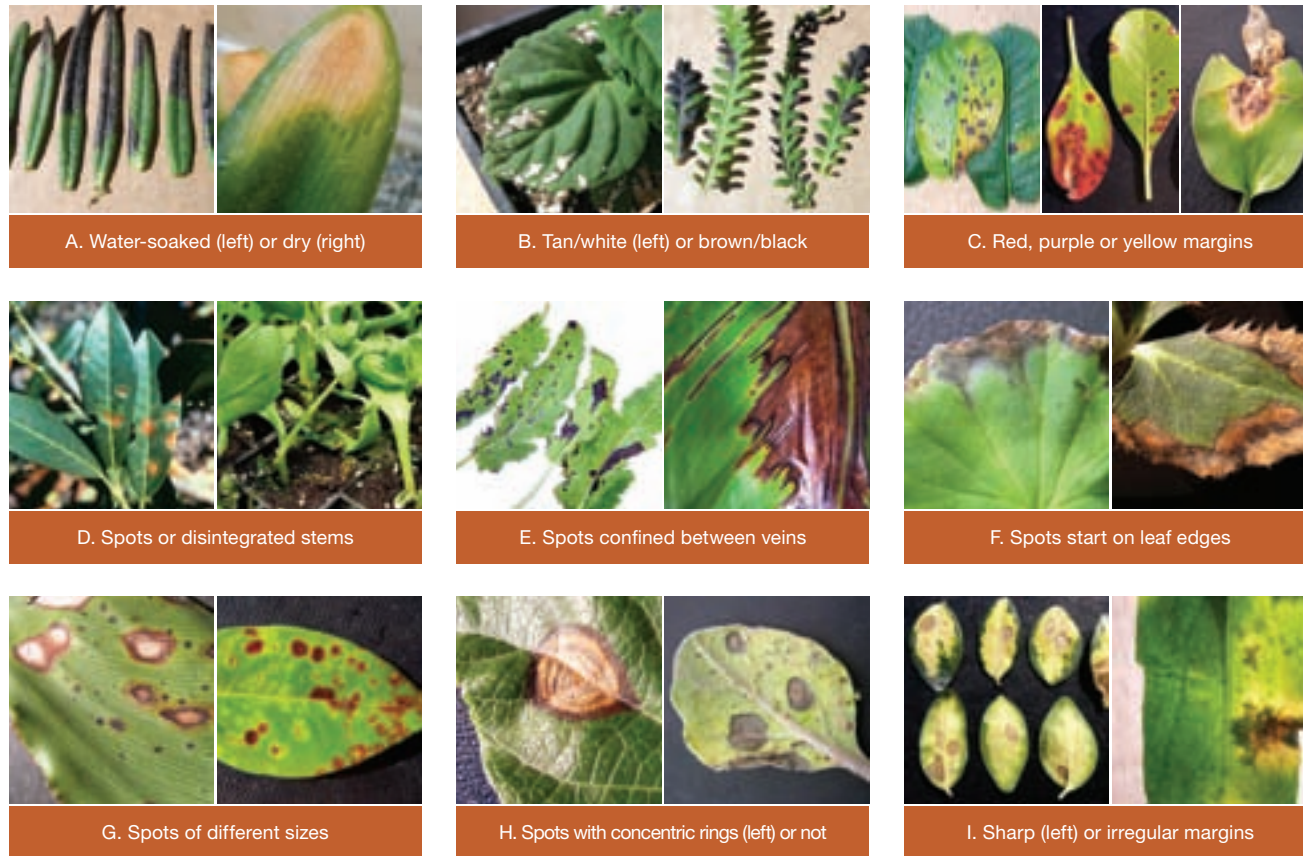 A. Water-soaked (left) or dry (right)
B. Tan/white (left) or brown/black
C. Red, purple or yellow margins
D. Spots or disintegrated stems
E. Spots confined between veins
F. Spots start on leaf edges
G. Spots of different sizes
H. Spots with concentric rings (left) or not
I. Sharp (left) or irregular margins